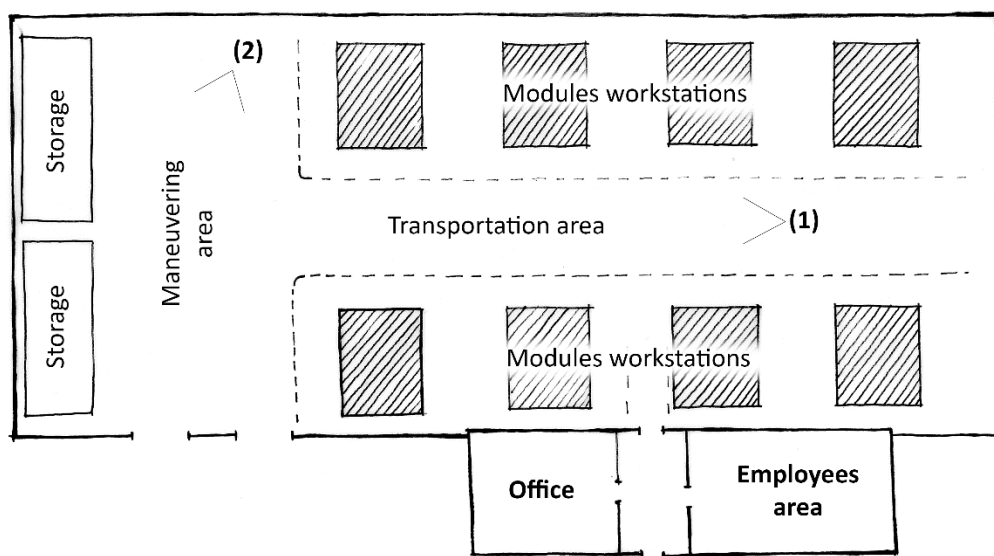 (2)
Modules workstations
Storage
Maneuvering
area
Transportation area
(1)
Storage
Modules workstations
Office
Employees
area